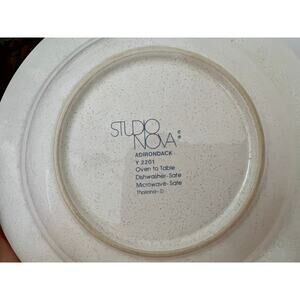 STUDIO
NOVA
ADIRONDACK
Y 2201
Oven to Table
Dishwasher-Safe
Microwave-Safe
Thailand-D